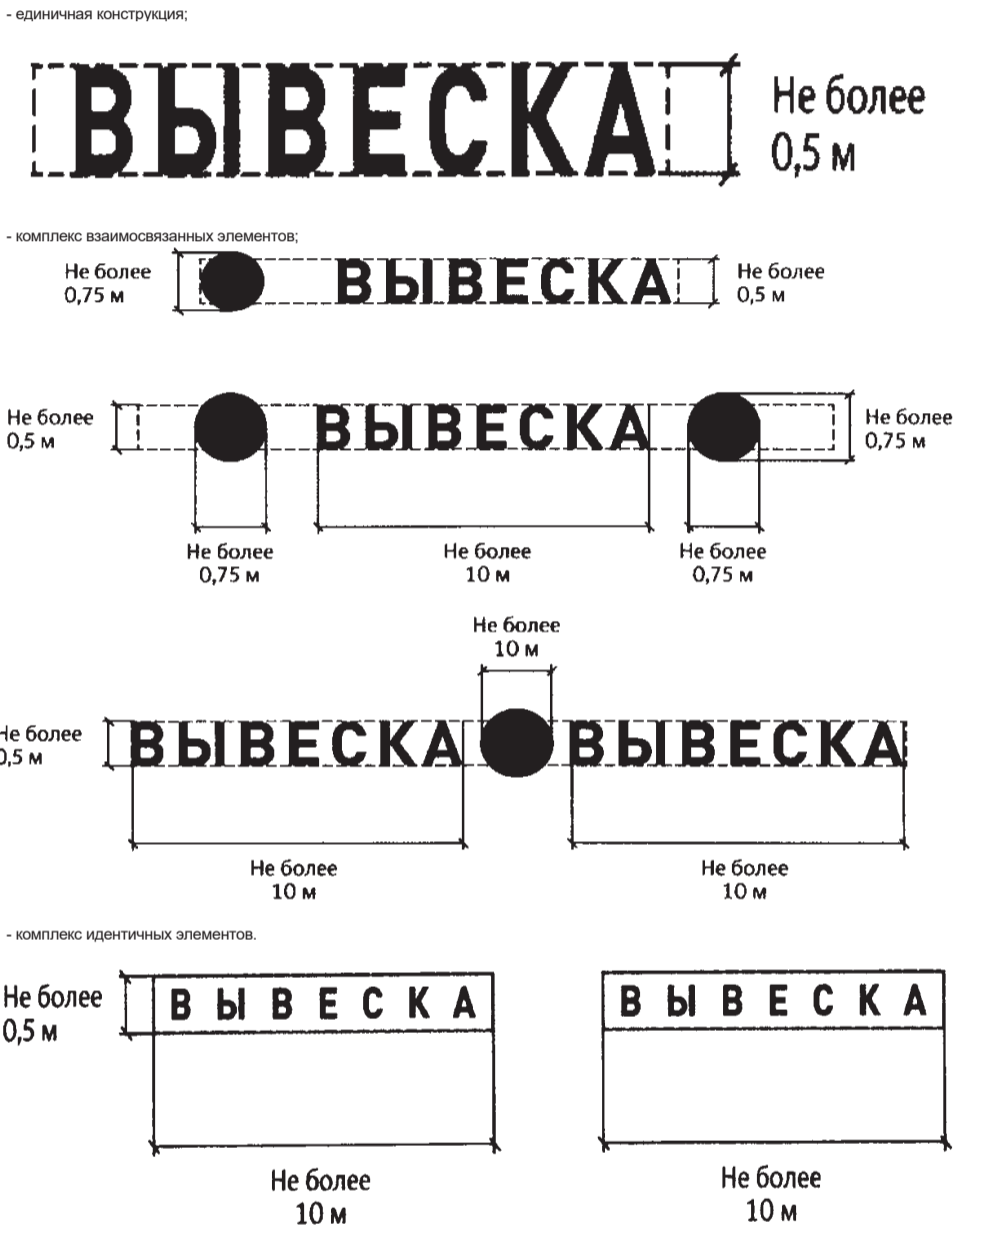 - единичная конструкция;
ВЫВЕСКА
Не более
0,5 м
- комплекс взаимосвязанных элементов;
Не более
0,75 м
ВЫВЕСКА
Не более
0,5 м
Не более
0,5 м
ВЫВЕСКА
Не более
0,75 м
Не более
0,75 м
Не более
10 м
Не более
0,75 м
Не более
10 м
Не более
0,5 м
ВЫВЕСКА
ВЫВЕСКА
Не более
10 м
Не более
10 м
- комплекс идентичных элементов.
Не более
0,5 м
ВЫВЕСКА
ВЫВЕСКА
Не более
10 м
Не более
10 м